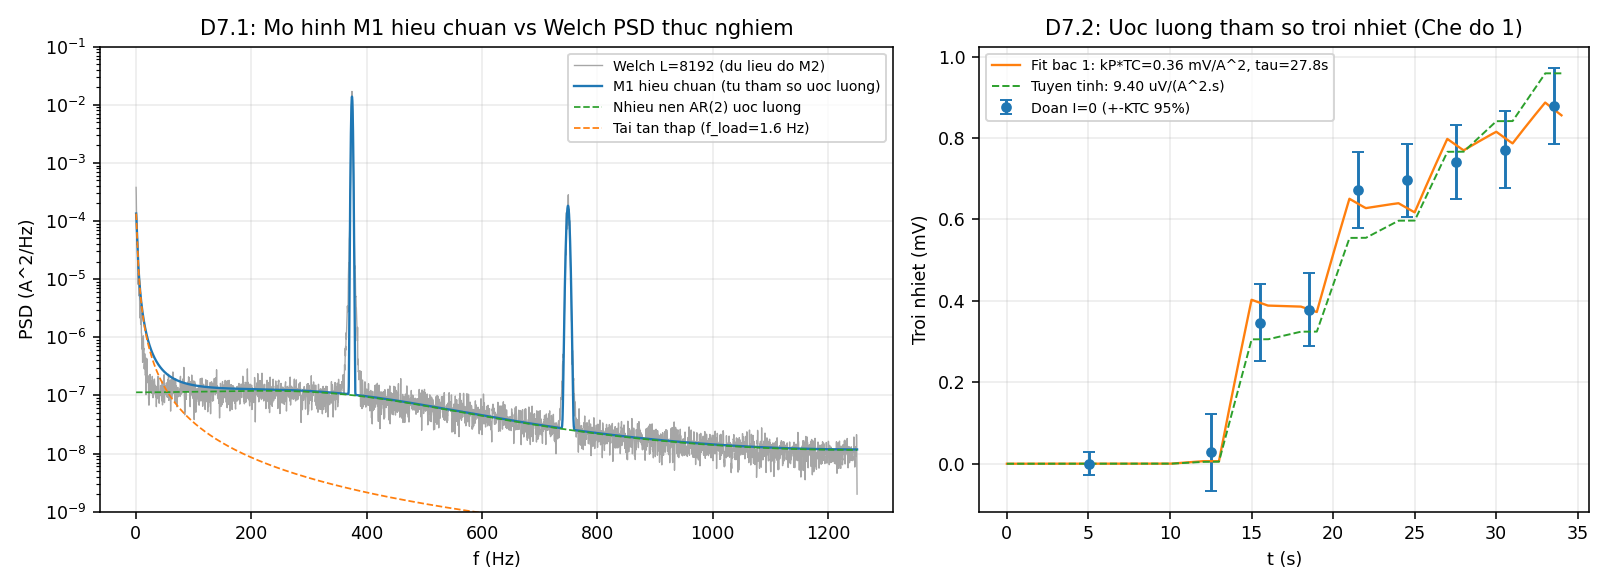 D7.1: Mo hinh M1 hieu chuan vs Welch PSD thuc nghiem
PSD (A^2/Hz)
10⁻¹
10⁻²
10⁻³
10⁻⁴
10⁻⁵
10⁻⁶
10⁻⁷
10⁻⁸
10⁻⁹
Welch L=8192 (du lieu do M2)
M1 hieu chuan (tu tham so uoc luong)
Nhieu nen AR(2) uoc luong
Tai tan thap (f_load=1.6 Hz)
0 200 400 600 800 1000 1200
f (Hz)
D7.2: Uoc luong tham so troi nhiet (Che do 1)
Troi nhiet (mV)
1.0
0.8
0.6
0.4
0.2
0.0
Fit bac 1: kP*TC=0.36 mV/A^2, tau=27.8s
Tuyen tinh: 9.40 uV/(A^2.s)
Doan I=0 (+-KTC 95%)
0 5 10 15 20 25 30 35
t (s)